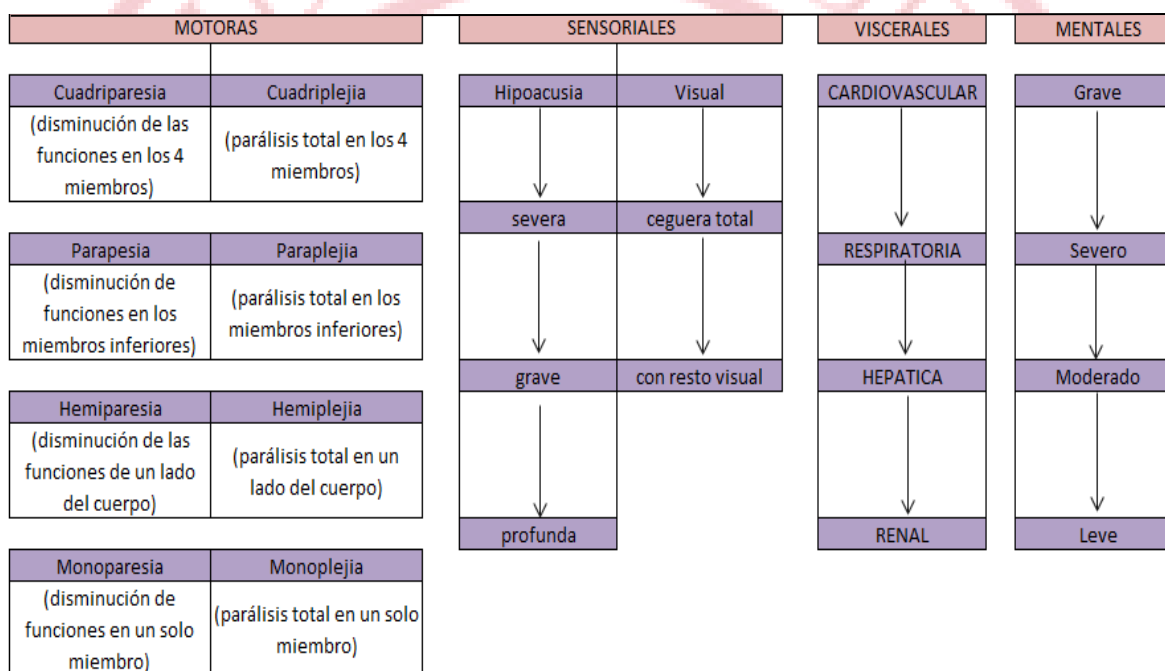 MOTORAS
Cuadriparesia
Cuadriplejia
(disminución de las
funciones en los 4
miembros)
(parálisis total en los 4
miembros)
Parapesia
Paraplejia
(disminución de
funciones en los
miembros inferiores)
(parálisis total en los
miembros inferiores)
Hemiparesia
Hemiplejia
(disminución de las
funciones de un lado
del cuerpo)
(parálisis total en un
lado del cuerpo)
Monoparesia
Monoplejia
(disminución de
funciones en un solo
miembro)
(parálisis total en un solo
miembro)
SENSORIALES
Hipoacusia
Visual
severa
ceguera total
grave
con resto visual
profunda
VISCERALES
CARDIOVASCULAR
RESPIRATORIA
HEPATICA
RENAL
MENTALES
Grave
Severo
Moderado
Leve